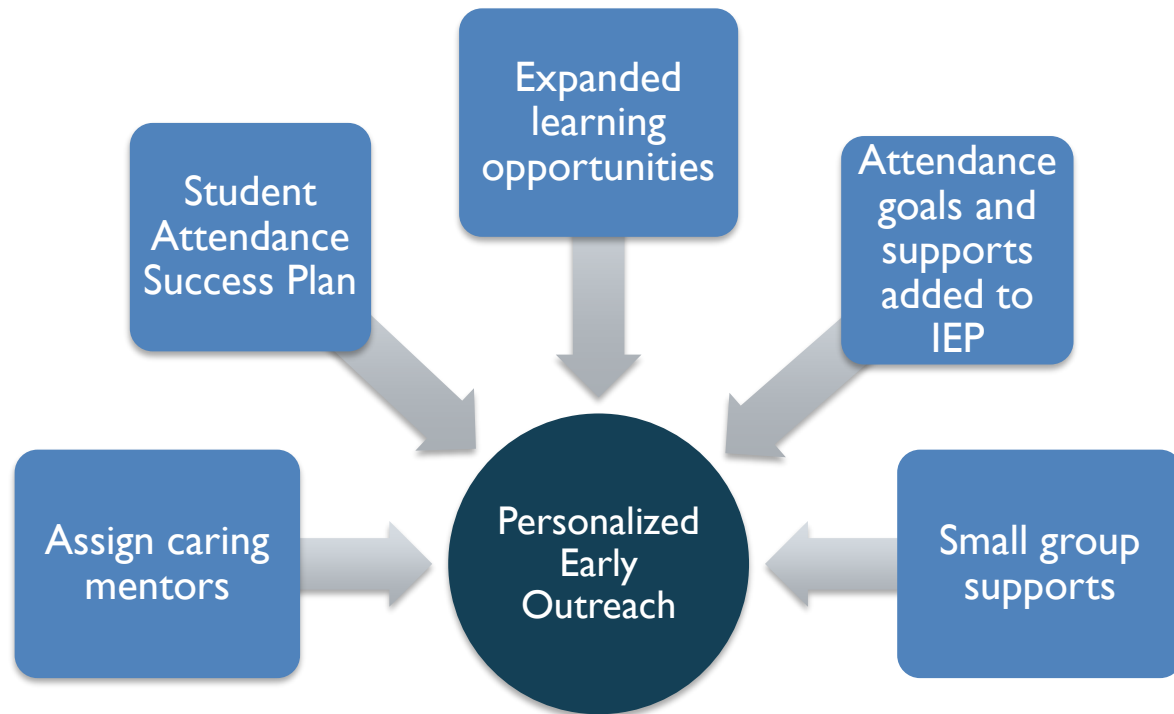 Expanded
learning
opportunities
Student
Attendance
Success Plan
Attendance
goals and
supports
added to
IEP
Assign caring
mentors
Personalized
Early
Outreach
Small group
supports